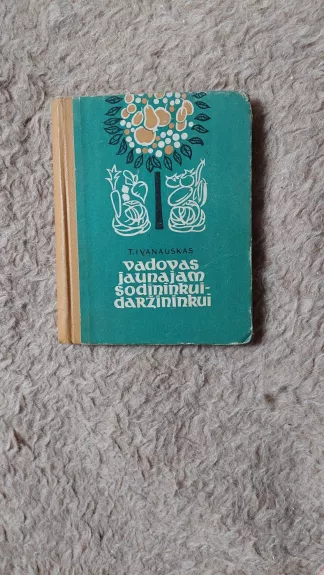 T. IVANAUSKAS
vadovas
jaunajam
sodininkui-
daržininkui